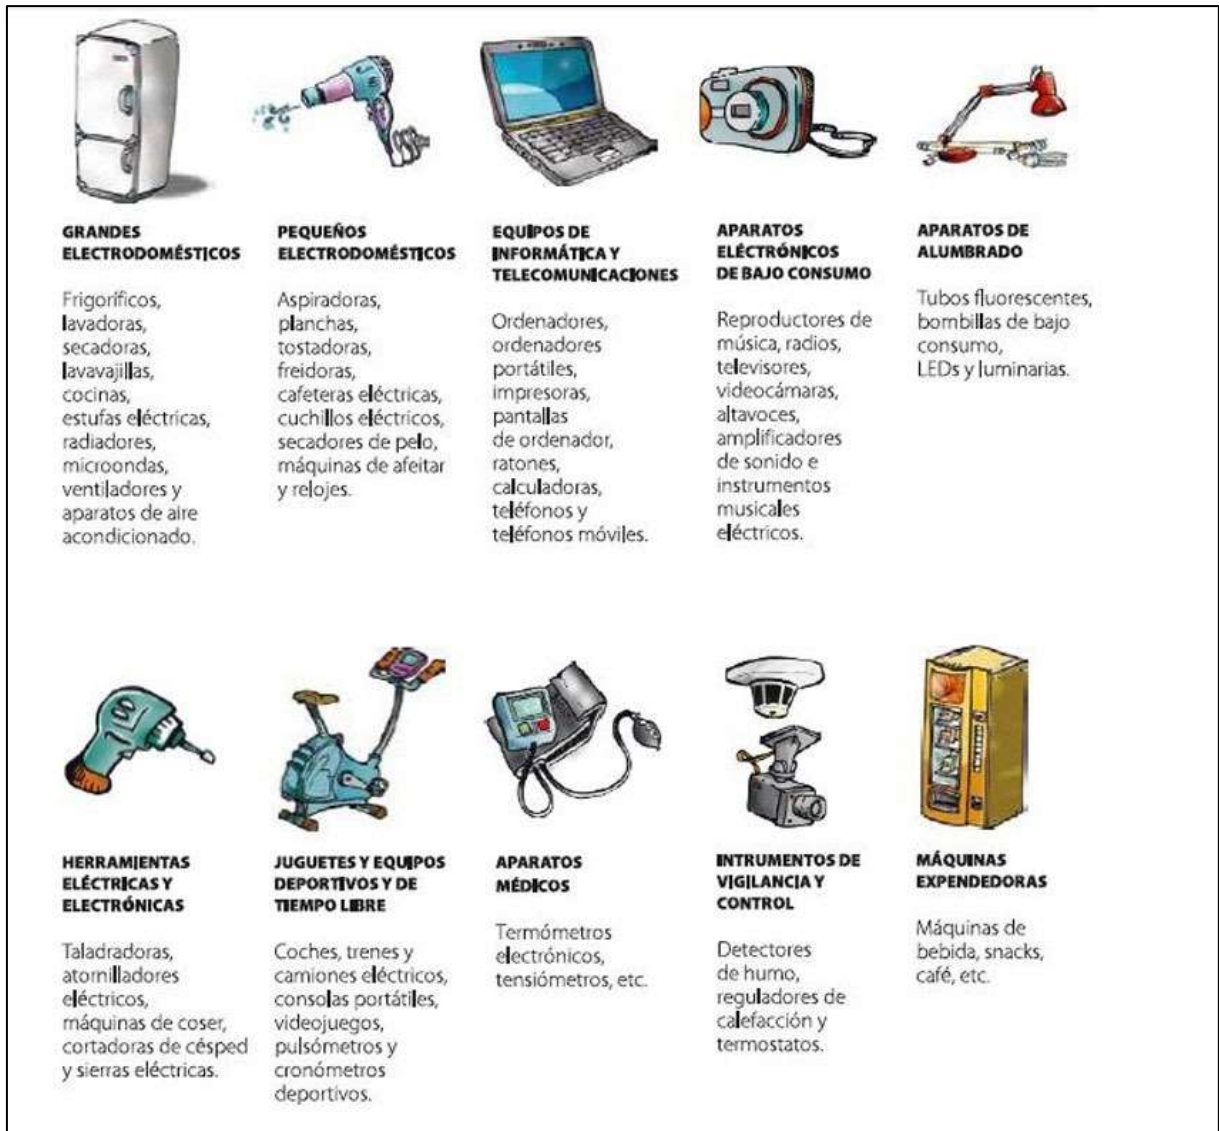 GRANDES
ELECTRODOMÉSTICOS
Frigoríficos,
lavadoras,
secadoras,
lavavajillas,
cocinas,
estufas eléctricas,
radiadores,
microondas,
ventiladores y
aparatos de aire
acondicionado.
PEQUEÑOS
ELECTRODOMÉSTICOS
Aspiradoras,
planchas,
tostadoras,
freidoras,
cafeteras eléctricas,
cuchillos eléctricos,
secadores de pelo,
máquinas de afeitar
y relojes.
EQUIPOS DE
INFORMÁTICA Y
TELECOMUNICACIONES
Ordenadores,
ordenadores
portátiles,
impresoras,
pantallas
de ordenador,
ratones,
calculadoras,
teléfonos y
teléfonos móviles.
APARATOS
ELÉCTRÓNICOS
DE BAJO CONSUMO
Reproductores de
música, radios,
televisores,
videocámaras,
altavoces,
amplificadores
de sonido e
instrumentos
musicales
eléctricos.
APARATOS DE
ALUMBRADO
Tubos fluorescentes,
bombillas de bajo
consumo,
LEDs y luminarias.
HERRAMIENTAS
ELÉCTRICAS Y
ELECTRÓNICAS
Taladradoras,
atornilladores
eléctricos,
máquinas de coser,
cortadoras de césped
y sierras eléctricas.
JUGUETES Y EQUIPOS
DEPORTIVOS Y DE
TIEMPO LIBRE
Coches, trenes y
camiones eléctricos,
consolas portátiles,
videojuegos,
pulsómetros y
cronómetros
deportivos.
APARATOS
MÉDICOS
Termómetros
electrónicos,
tensiómetros, etc.
INTRUMENTOS DE
VIGILANCIA Y
CONTROL
Detectores
de humo,
reguladores de
calefacción y
termostatos.
MÁQUINAS
EXPENDEDORAS
Máquinas de
bebida, snacks,
café, etc.